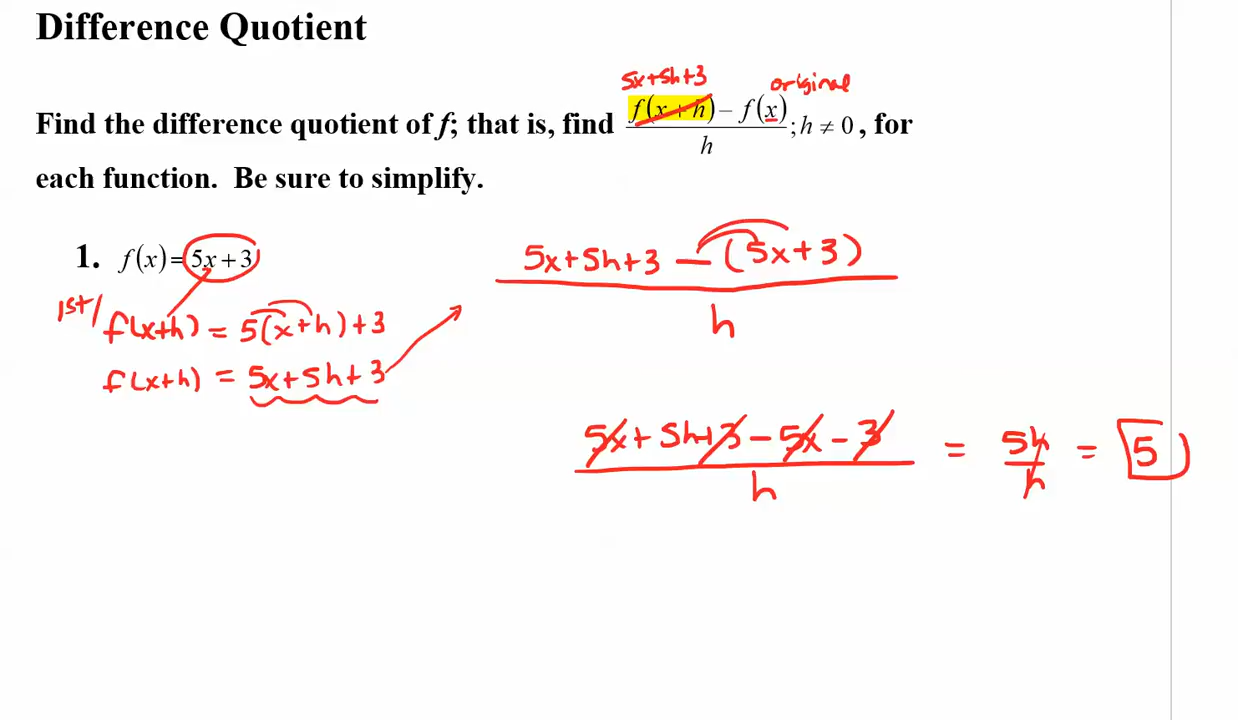 Difference Quotient
5x+5h+3 original
Find the difference quotient of f; that is, find f(x + h) – f(x) / h ; h ≠ 0 , for
each function. Be sure to simplify.
1. f(x)=5x+3
1st/ f(x+h) = 5(x+h)+3
f(x+h) = 5x+5h+3
5x+5h+3 – (5x+3)
h
5x+5h+3 – 5x – 3 = 5h = 5
h h